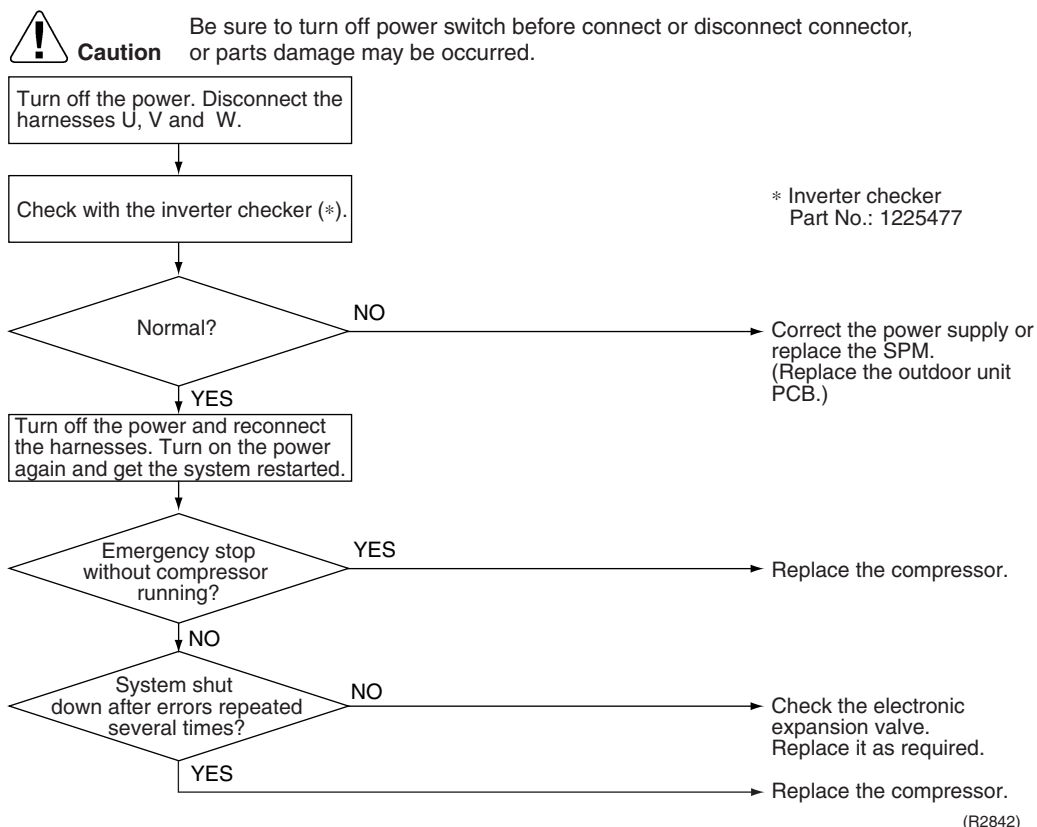 Be sure to turn off power switch before connect or disconnect connector,
Caution or parts damage may be occurred.
Turn off the power. Disconnect the
harnesses U, V and W.
Check with the inverter checker (*).
* Inverter checker
Part No.: 1225477
Normal?
NO
Correct the power supply or
replace the SPM.
(Replace the outdoor unit
PCB.)
YES
Turn off the power and reconnect
the harnesses. Turn on the power
again and get the system restarted.
Emergency stop
without compressor
running?
YES
Replace the compressor.
NO
System shut
down after errors repeated
several times?
NO
Check the electronic
expansion valve.
Replace it as required.
YES
Replace the compressor.
(R2842)